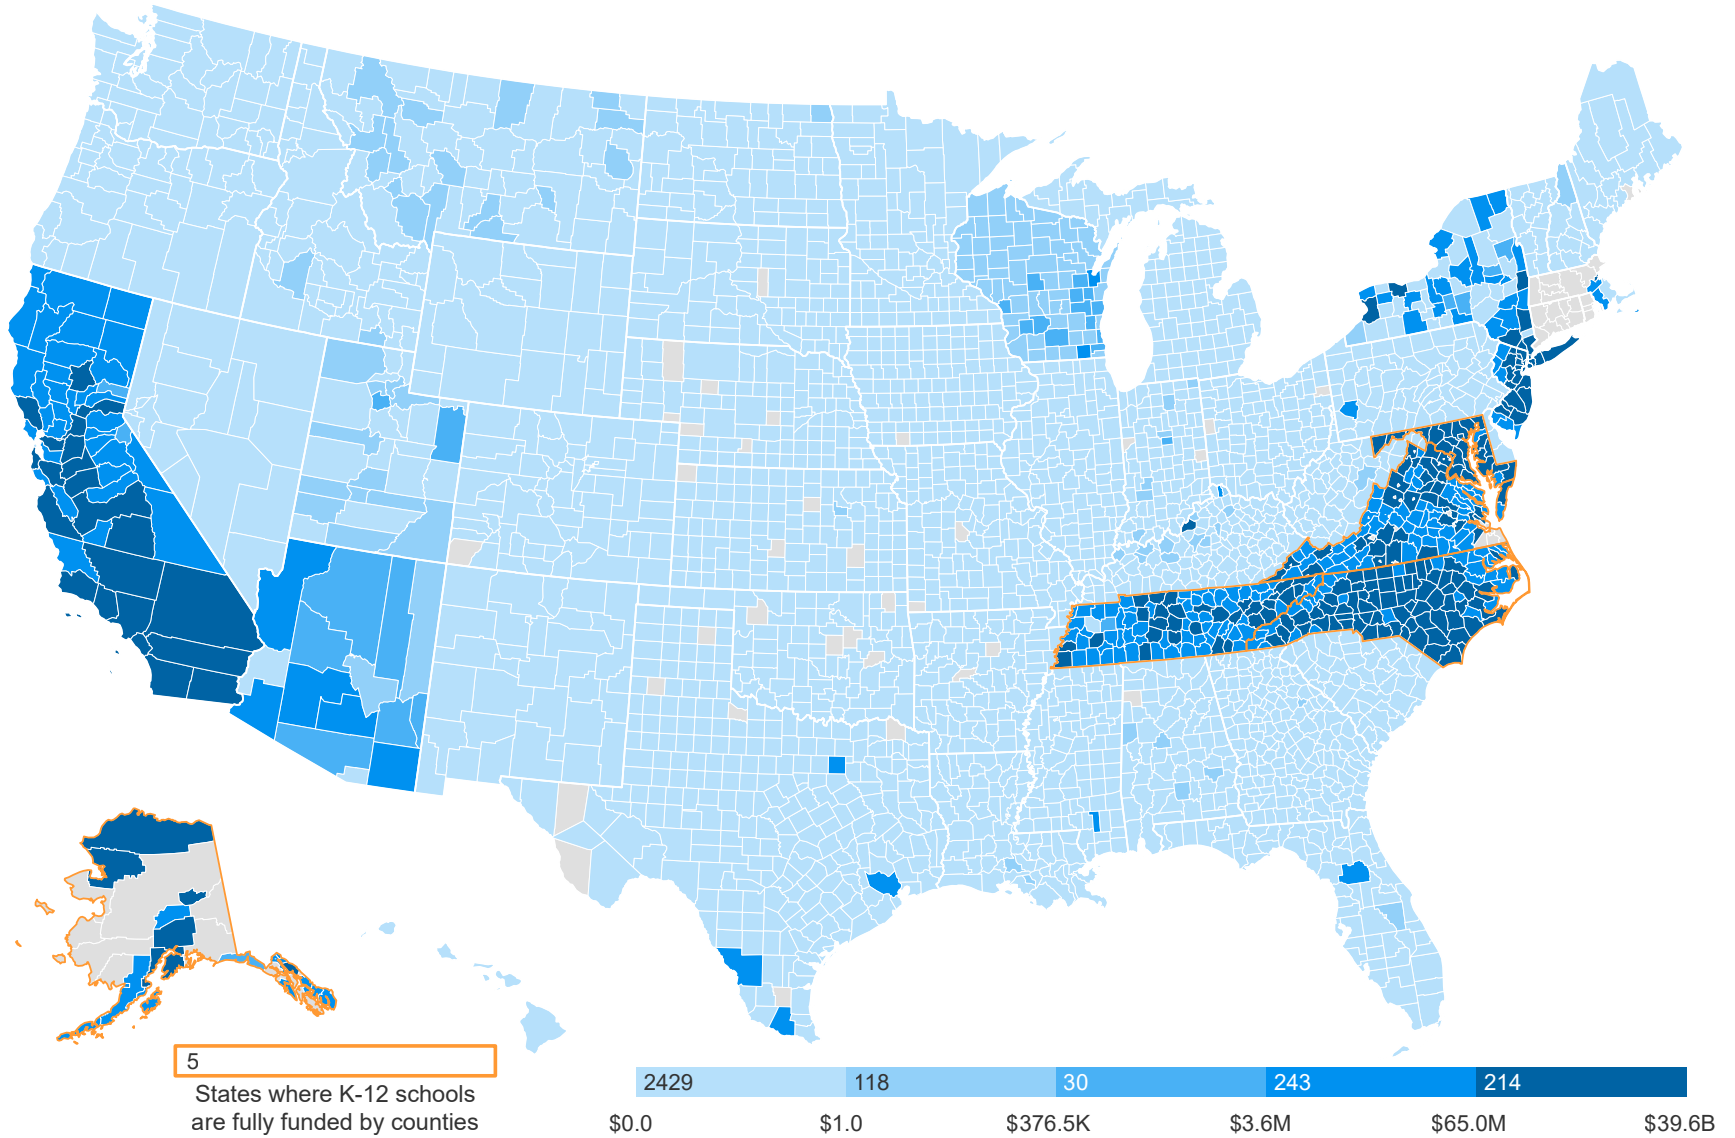 5
States where K-12 schools
are fully funded by counties
2429 118 30 243 214
$0.0 $1.0 $376.5K $3.6M $65.0M $39.6B